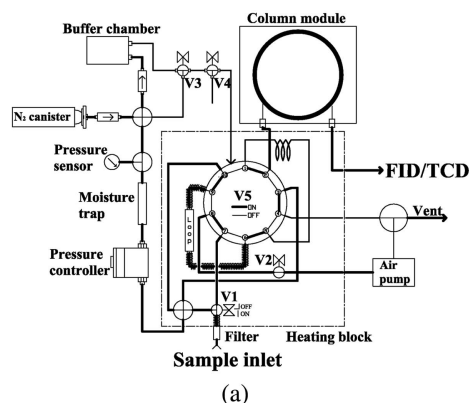 Buffer chamber
Column module
V3
V4
N₂ canister
Pressure
sensor
Moisture
trap
Pressure
controller
LOOP
V5
ON
OFF
FID/TCD
Vent
V2
Air
pump
V1
OFF
ON
Filter
Heating block
Sample inlet
(a)